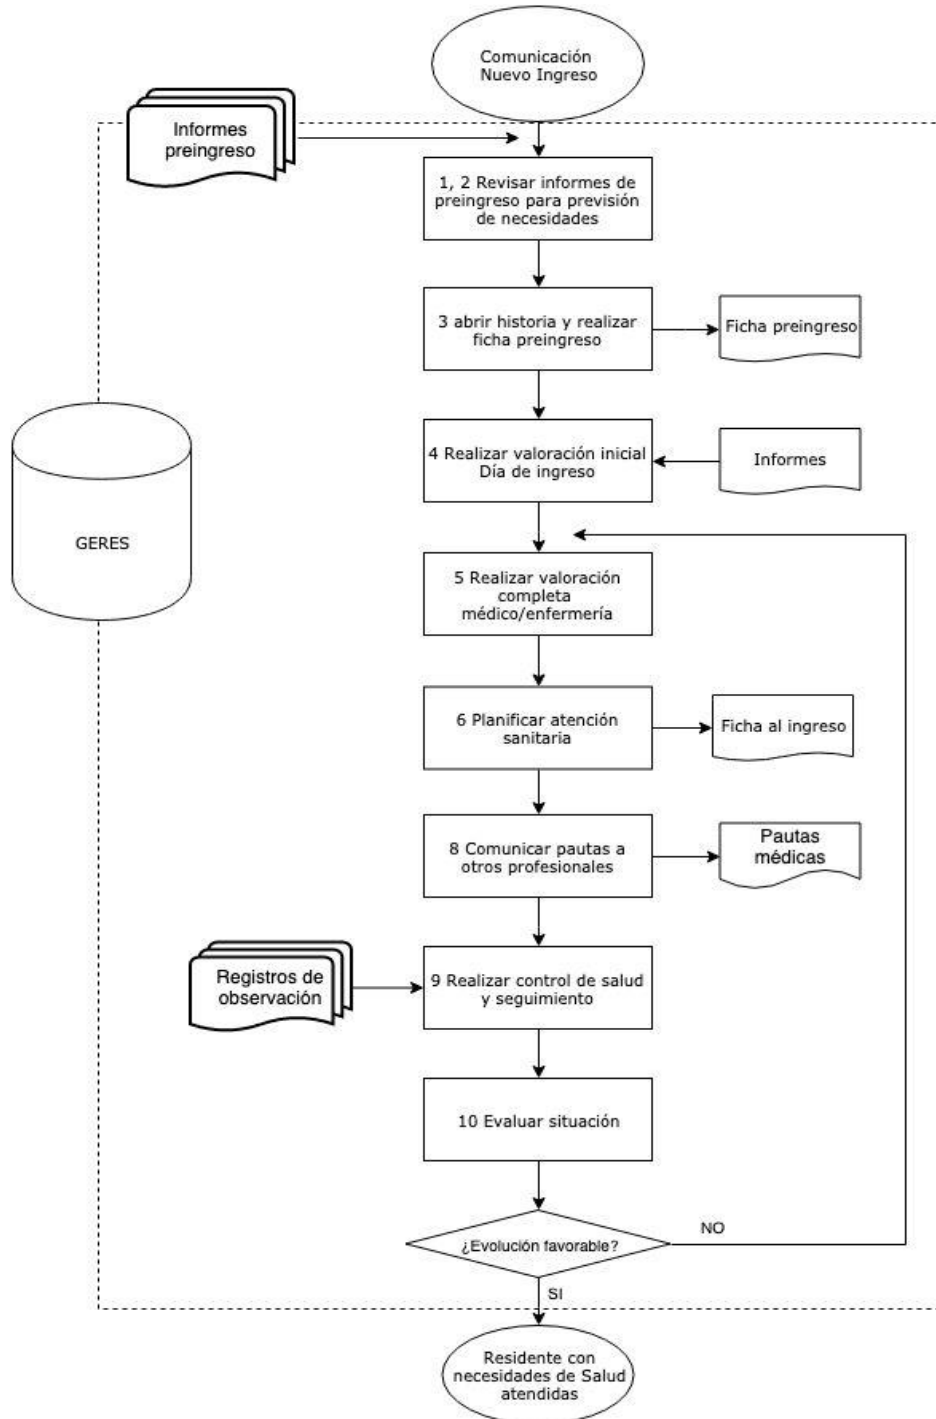 Comunicación
Nuevo Ingreso
Informes
preingreso
1, 2 Revisar informes de
preingreso para previsión
de necesidades
3 abrir historia y realizar
ficha preingreso
Ficha preingreso
4 Realizar valoración inicial
Día de ingreso
Informes
GERES
5 Realizar valoración
completa
médico/enfermería
6 Planificar atención
sanitaria
Ficha al ingreso
8 Comunicar pautas a
otros profesionales
Pautas
médicas
Registros de
observación
9 Realizar control de salud
y seguimiento
10 Evaluar situación
¿Evolución favorable?
NO
SI
Residente con
necesidades de Salud
atendidas